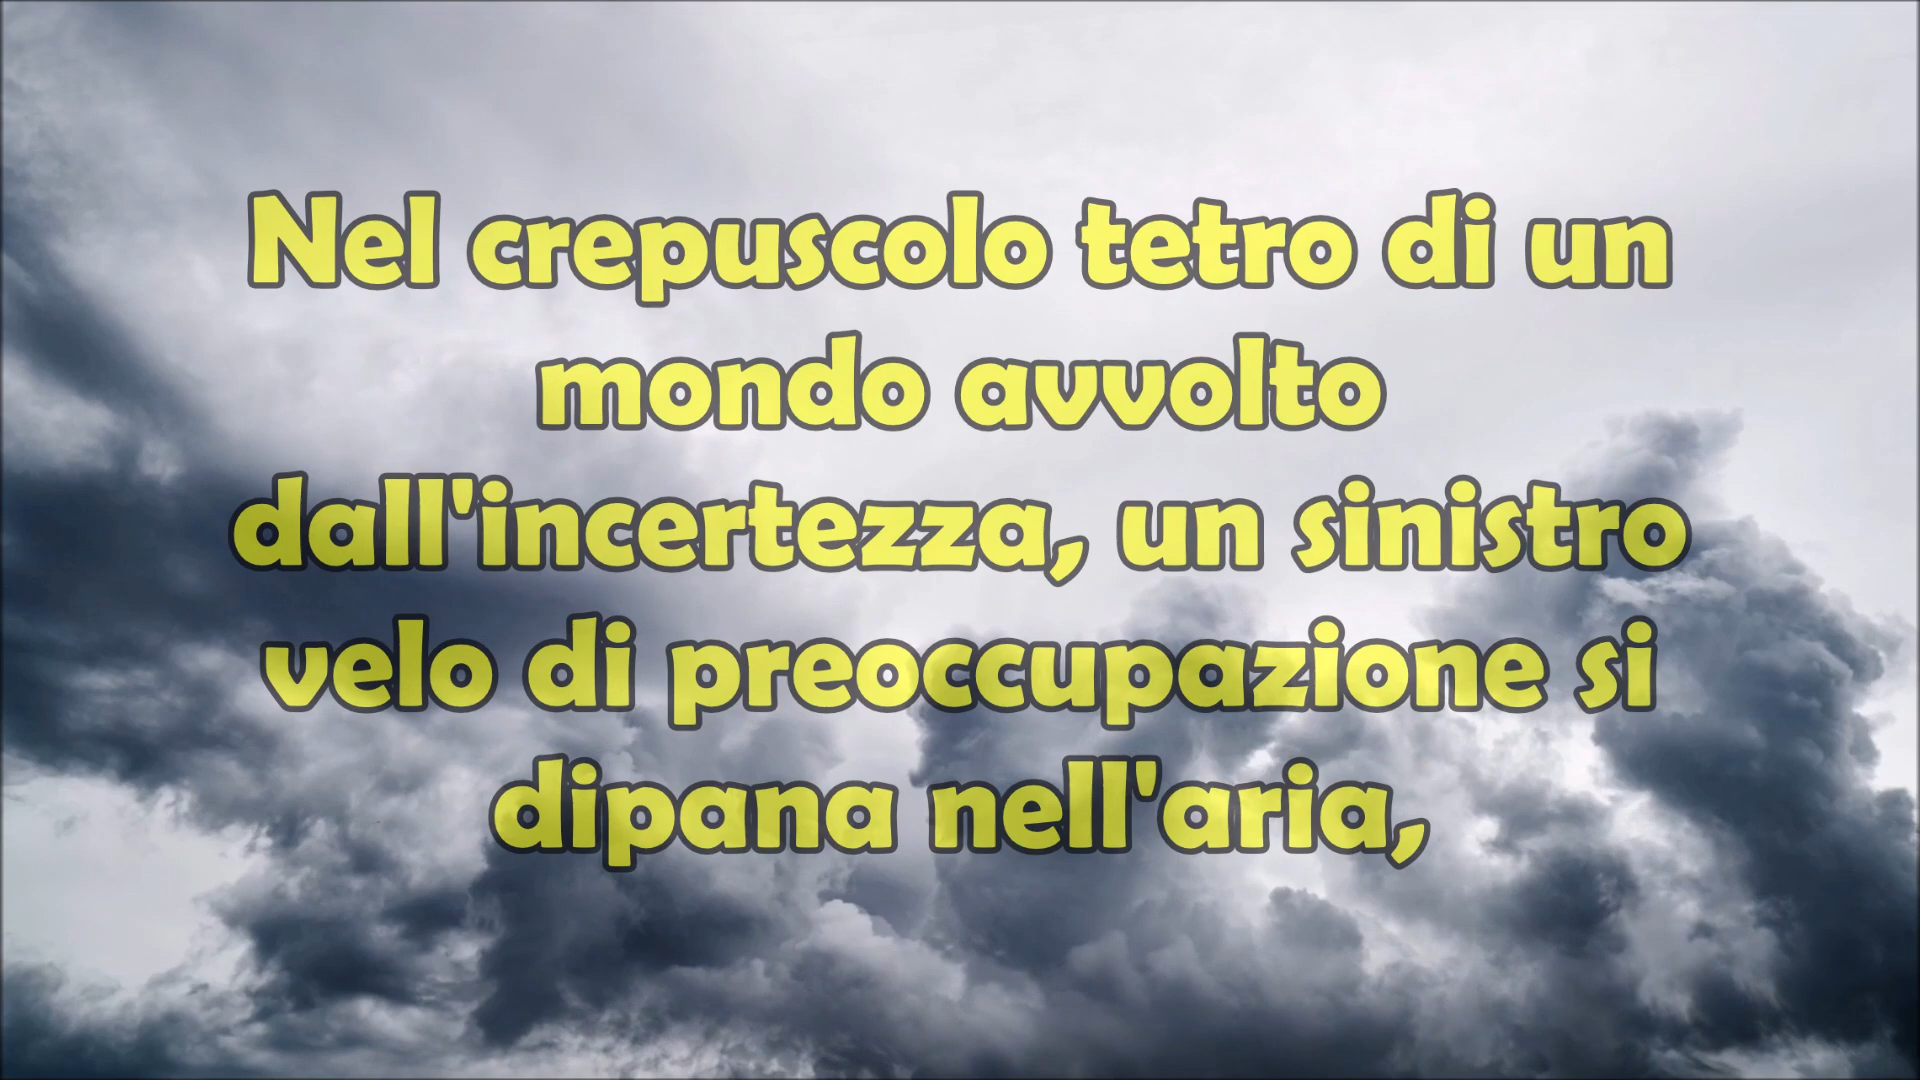 Nel crepuscolo tetro di un
mondo avvolto
dall'incertezza, un sinistro
velo di preoccupazione si
dipana nell'aria,